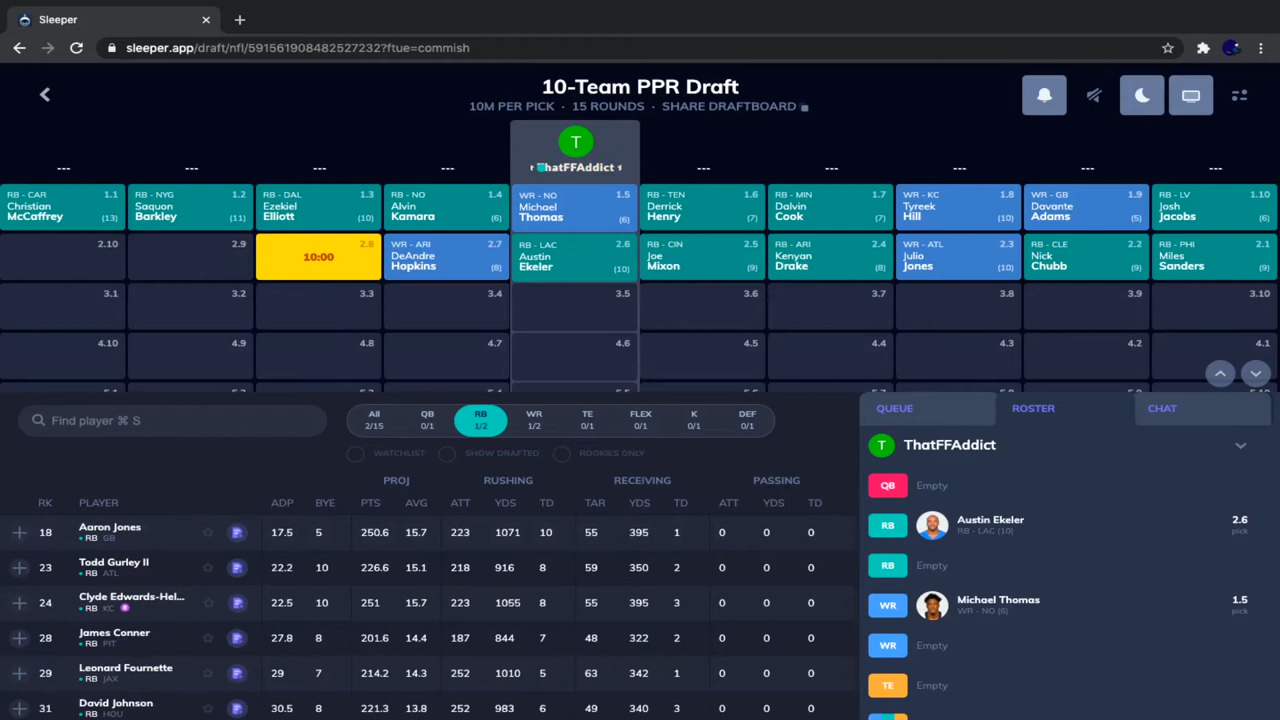 Sleeper
sleeper.app/draft/nfl/591561908482527232?ftue=commish
10-Team PPR Draft
10M PER PICK · 15 ROUNDS · SHARE DRAFTBOARD
T
--- --- --- --- ThatFFAddict --- --- --- --- ---
RB - CAR 1.1 RB - NYG 1.2 RB - DAL 1.3 RB - NO 1.4 WR - NO 1.5 RB - TEN 1.6 RB - MIN 1.7 WR - KC 1.8 WR - GB 1.9 RB - LV 1.10
Christian Saquon Ezekiel Alvin Michael Derrick Dalvin Tyreek Davante Josh
McCaffrey (13) Barkley (11) Elliott (10) Kamara (6) Thomas (6) Henry (7) Cook (7) Hill (10) Adams (5) Jacobs (6)
2.10 2.9 2.8 WR - ARI 2.7 RB - LAC 2.6 RB - CIN 2.5 RB - ARI 2.4 WR - ATL 2.3 RB - CLE 2.2 RB - PHI 2.1
10:00 DeAndre Austin Joe Kenyan Julio Nick Miles
Hopkins (8) Ekeler (10) Mixon (9) Drake (8) Jones (10) Chubb (9) Sanders (9)
3.1 3.2 3.3 3.4 3.5 3.6 3.7 3.8 3.9 3.10
4.10 4.9 4.8 4.7 4.6 4.5 4.4 4.3 4.2 4.1
Find player ⌘ S
All QB RB WR TE FLEX K DEF
2/15 0/1 1/2 1/2 0/1 0/1 0/1 0/1
WATCHLIST SHOW DRAFTED ROOKIES ONLY
PROJ RUSHING RECEIVING PASSING
RK PLAYER ADP BYE PTS AVG ATT YDS TD TAR YDS TD ATT YDS TD
18 Aaron Jones 17.5 5 250.6 15.7 223 1071 10 55 395 1 0 0 0
RB GB
23 Todd Gurley II 22.2 10 226.6 15.1 218 916 8 59 350 2 0 0 0
RB ATL
24 Clyde Edwards-Hel... 22.5 10 251 15.7 223 1055 8 55 395 3 0 0 0
RB KC
28 James Conner 27.8 8 201.6 14.4 187 844 7 48 322 2 0 0 0
RB PIT
29 Leonard Fournette 29 7 214.2 14.3 252 1010 5 63 342 1 0 0 0
RB JAX
31 David Johnson 30.5 8 221.3 13.8 252 983 6 49 340 3 0 0 0
RB HOU
QUEUE ROSTER CHAT
T ThatFFAddict
QB Empty
RB Austin Ekeler 2.6
RB - LAC (10) pick
RB Empty
WR Michael Thomas 1.5
WR - NO (6) pick
WR Empty
TE Empty